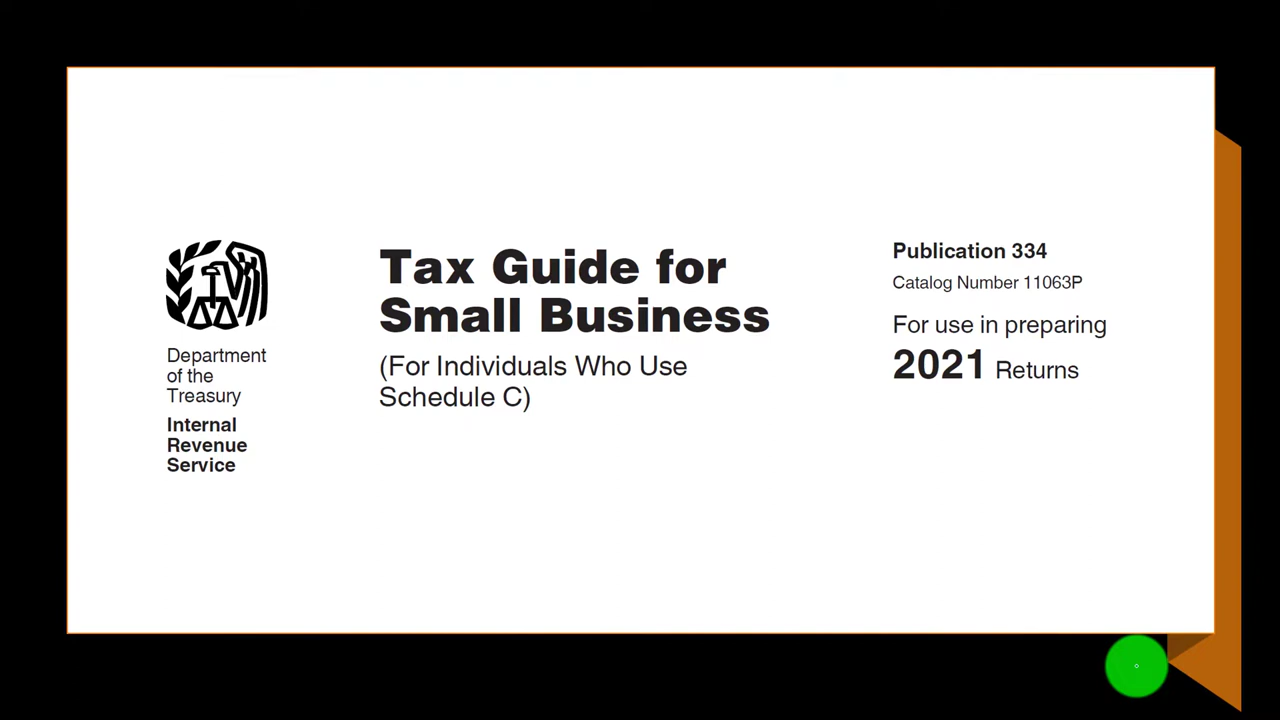 Department
of the
Treasury
Internal
Revenue
Service
Tax Guide for
Small Business
(For Individuals Who Use
Schedule C)
Publication 334
Catalog Number 11063P
For use in preparing
2021 Returns